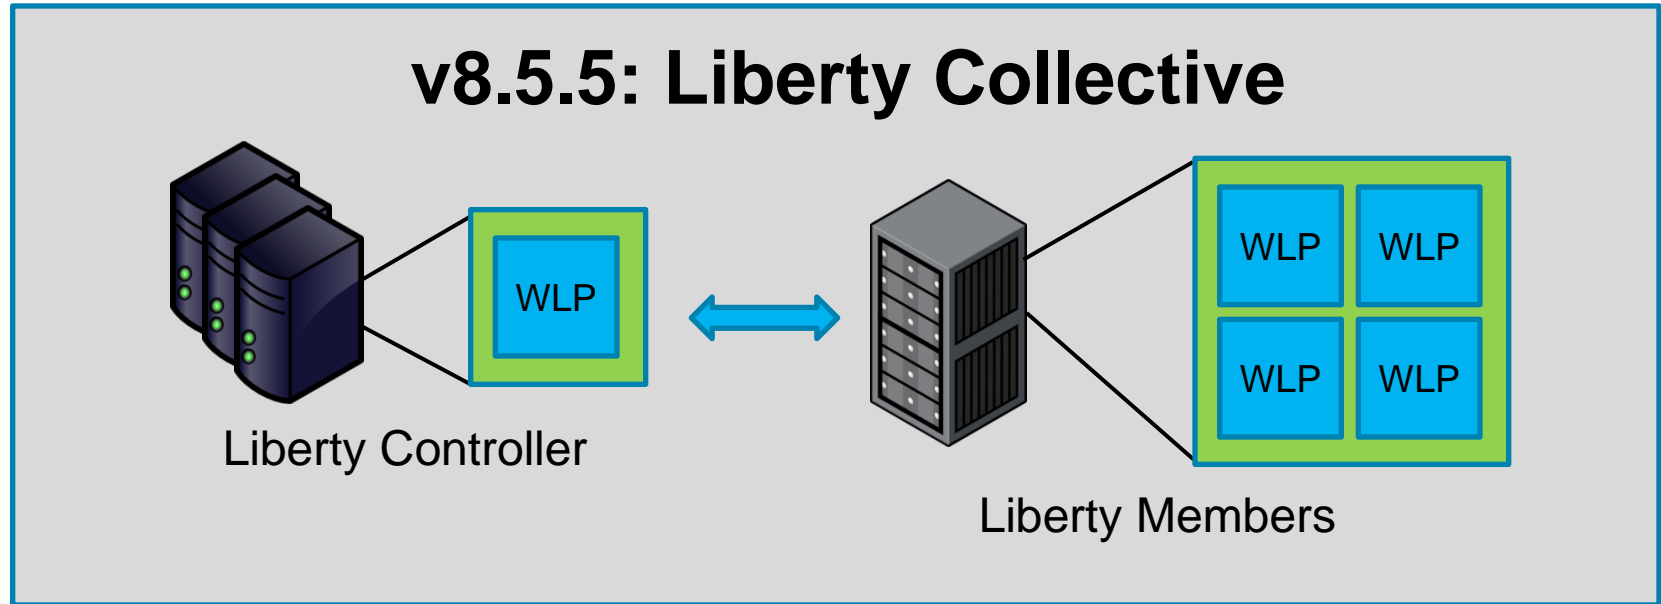 v8.5.5: Liberty Collective
WLP
Liberty Controller
WLP WLP
WLP WLP
Liberty Members